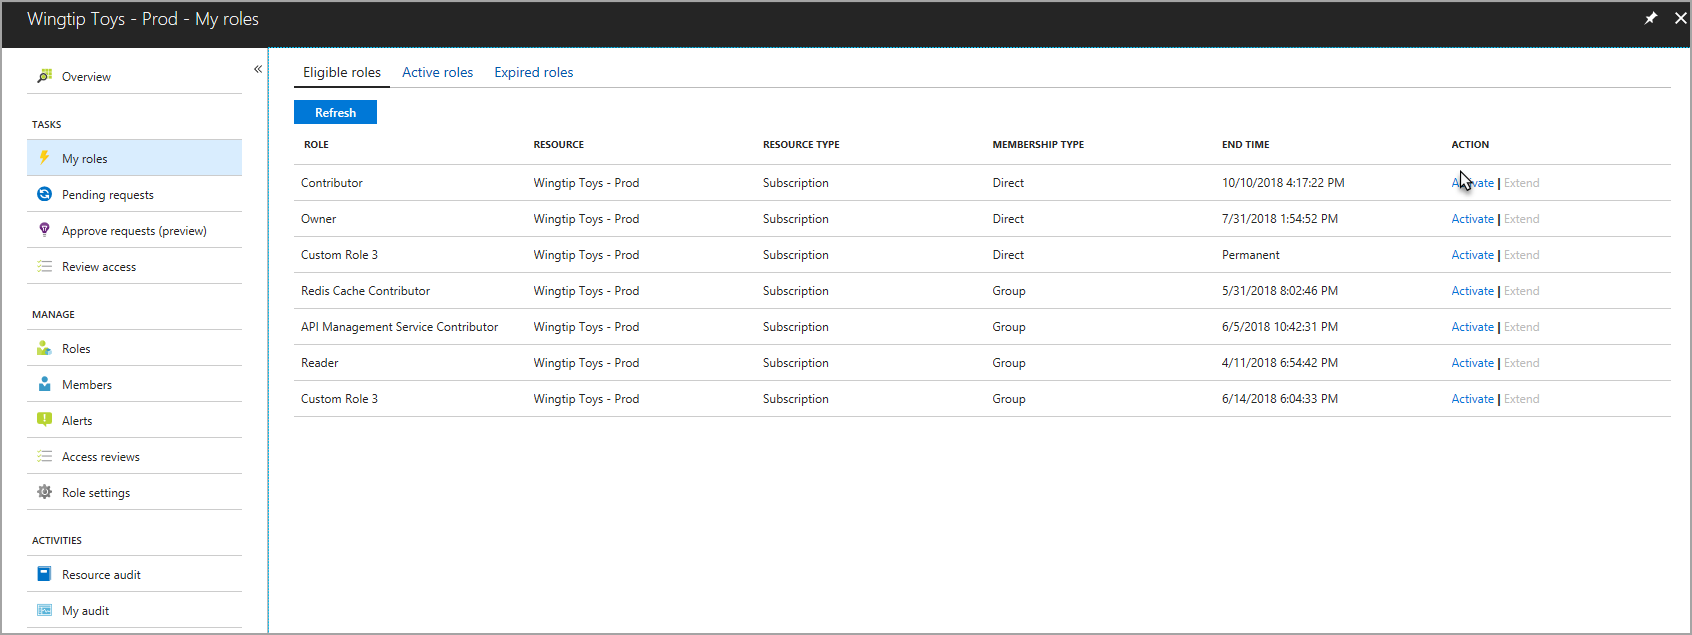 Wingtip Toys - Prod - My roles
Overview
TASKS
My roles
Pending requests
Approve requests (preview)
Review access
MANAGE
Roles
Members
Alerts
Access reviews
Role settings
ACTIVITIES
Resource audit
My audit
Eligible roles Active roles Expired roles
Refresh
ROLE RESOURCE RESOURCE TYPE MEMBERSHIP TYPE END TIME ACTION
Contributor Wingtip Toys - Prod Subscription Direct 10/10/2018 4:17:22 PM Activate | Extend
Owner Wingtip Toys - Prod Subscription Direct 7/31/2018 1:54:52 PM Activate | Extend
Custom Role 3 Wingtip Toys - Prod Subscription Direct Permanent Activate | Extend
Redis Cache Contributor Wingtip Toys - Prod Subscription Group 5/31/2018 8:02:46 PM Activate | Extend
API Management Service Contributor Wingtip Toys - Prod Subscription Group 6/5/2018 10:42:31 PM Activate | Extend
Reader Wingtip Toys - Prod Subscription Group 4/11/2018 6:54:42 PM Activate | Extend
Custom Role 3 Wingtip Toys - Prod Subscription Group 6/14/2018 6:04:33 PM Activate | Extend